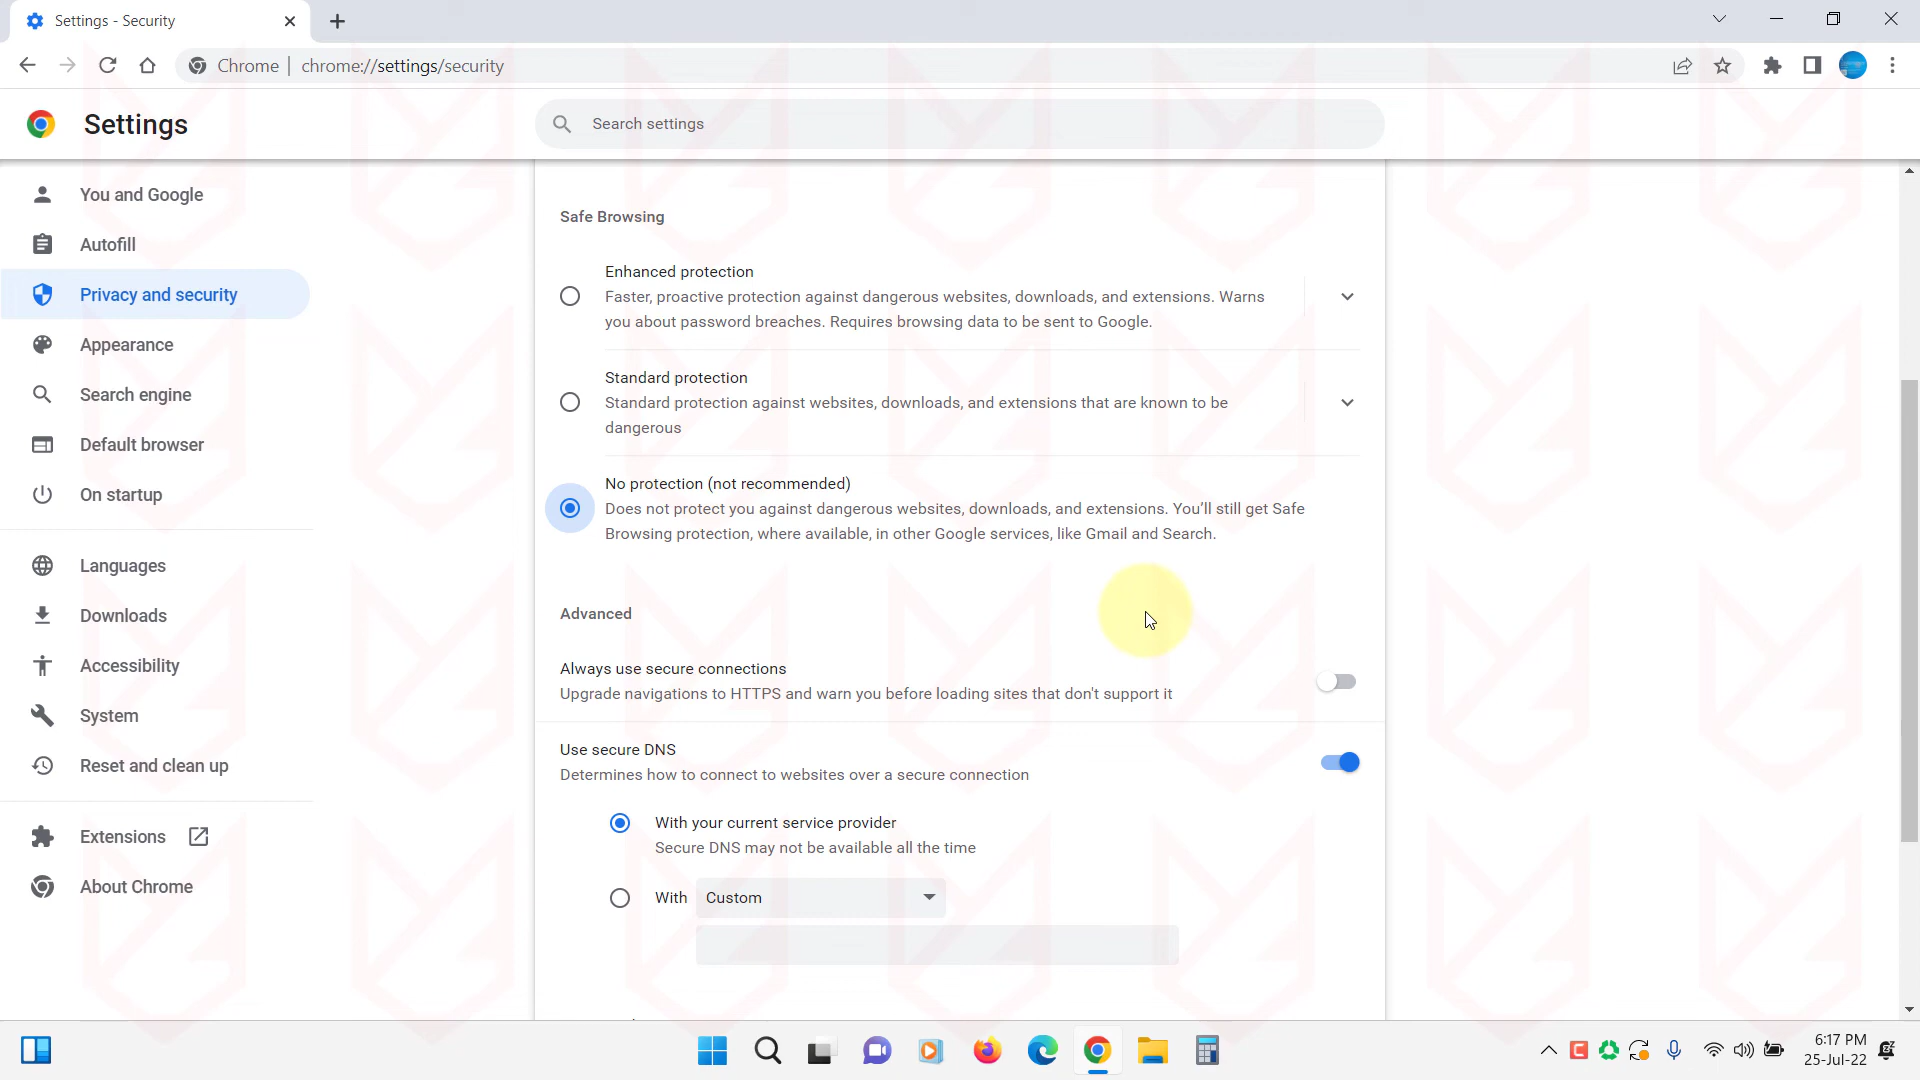 Settings - Security
Chrome | chrome://settings/security
Settings
Search settings
You and Google
Autofill
Privacy and security
Appearance
Search engine
Default browser
On startup
Languages
Downloads
Accessibility
System
Reset and clean up
Extensions
About Chrome
Safe Browsing
Enhanced protection
Faster, proactive protection against dangerous websites, downloads, and extensions. Warns
you about password breaches. Requires browsing data to be sent to Google.
Standard protection
Standard protection against websites, downloads, and extensions that are known to be
dangerous
No protection (not recommended)
Does not protect you against dangerous websites, downloads, and extensions. You’ll still get Safe
Browsing protection, where available, in other Google services, like Gmail and Search.
Advanced
Always use secure connections
Upgrade navigations to HTTPS and warn you before loading sites that don't support it
Use secure DNS
Determines how to connect to websites over a secure connection
With your current service provider
Secure DNS may not be available all the time
With Custom
6:17 PM
25-Jul-22